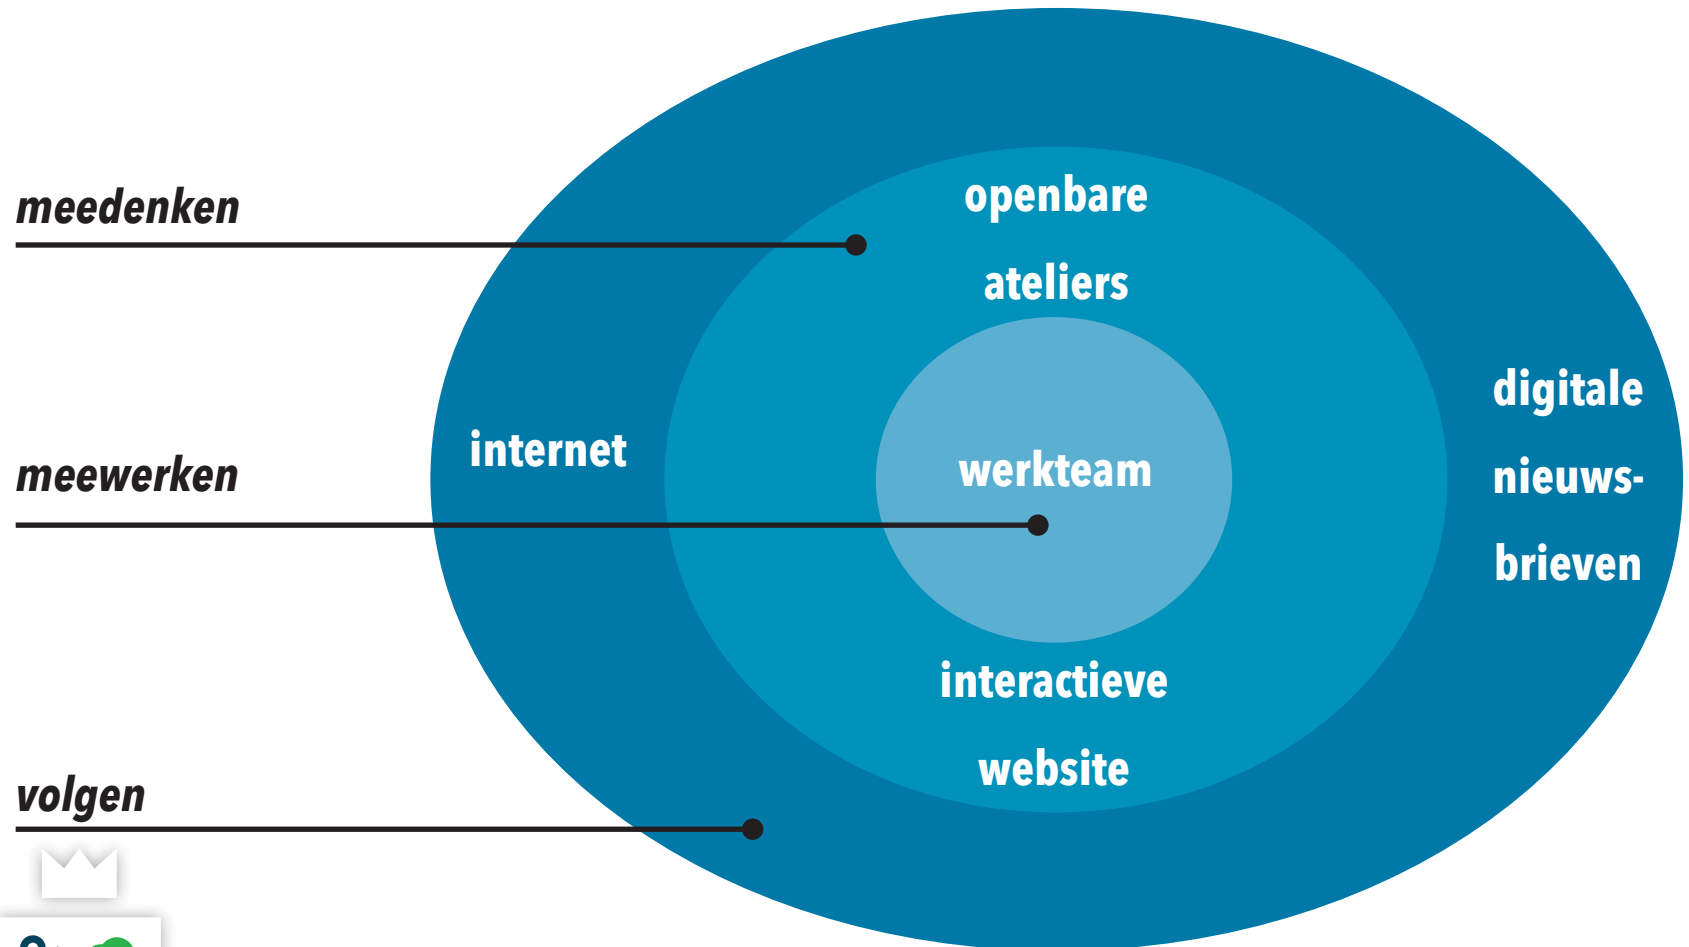 meedenken
openbare
ateliers
digitale
internet
werkteam
meewerken
nieuws-
brieven
interactieve
website
volgen